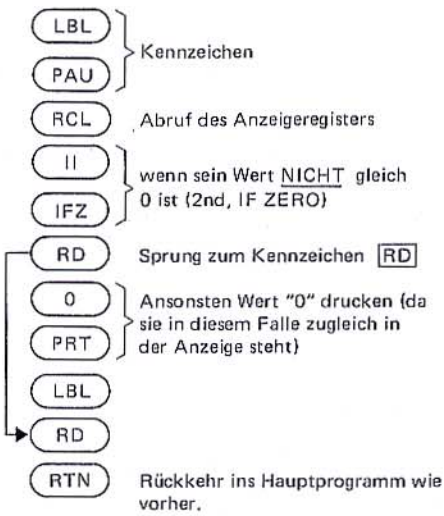 LBL
PAU
Kennzeichen
RCL Abruf des Anzeigeregisters
II
IFZ
wenn sein Wert NICHT gleich
0 ist (2nd, IF ZERO)
RD Sprung zum Kennzeichen RD
0
PRT
Ansonsten Wert "0" drucken (da
sie in diesem Falle zugleich in
der Anzeige steht)
LBL
RD
RTN Rückkehr ins Hauptprogramm wie
vorher.